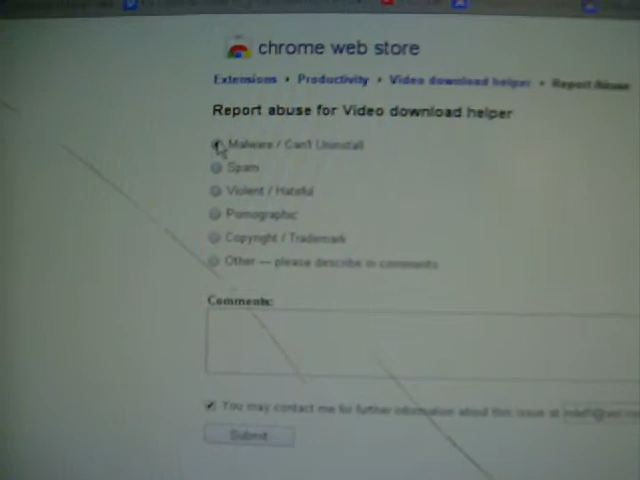 chrome web store
Extensions › Productivity › Video download helper › Report Abuse
Report abuse for Video download helper
Malware / Can't Uninstall
Spam
Violent / Hateful
Pornographic
Copyright / Trademark
Other — please describe in comments
Comments:
You may contact me for further information about this issue at
Submit